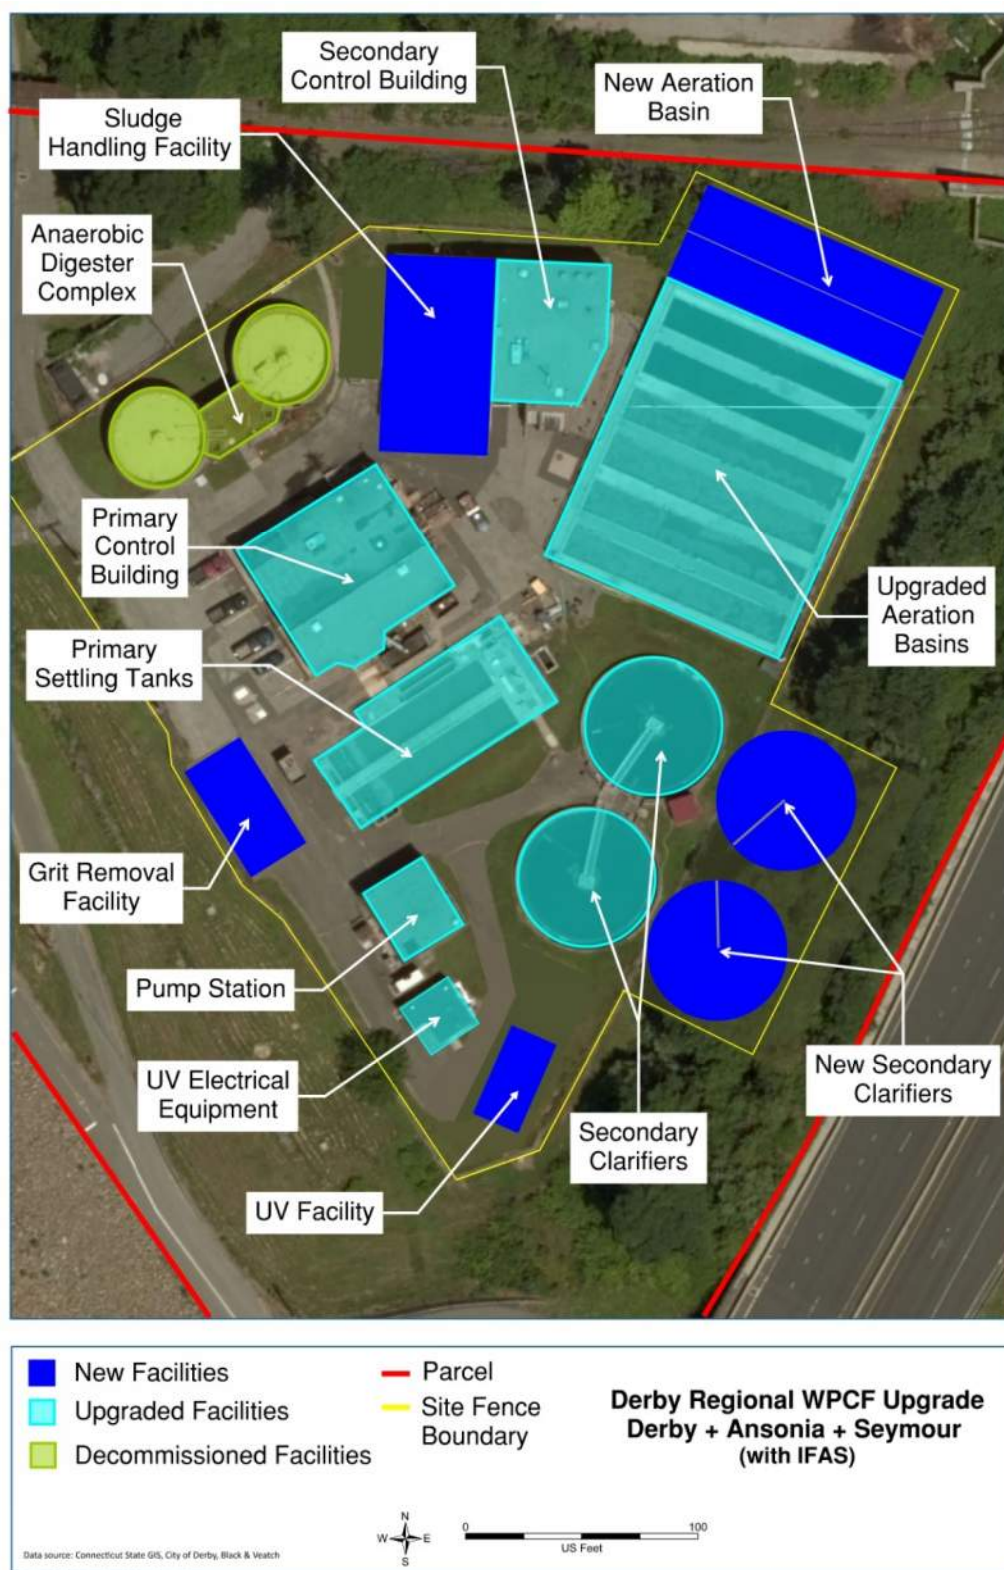 Secondary
Control Building
New Aeration
Basin
Sludge
Handling Facility
Anaerobic
Digester
Complex
Primary
Control
Building
Upgraded
Aeration
Basins
Primary
Settling Tanks
Grit Removal
Facility
Pump Station
UV Electrical
Equipment
New Secondary
Clarifiers
Secondary
Clarifiers
UV Facility
New Facilities
Upgraded Facilities
Decommissioned Facilities
Parcel
Site Fence
Boundary
Derby Regional WPCF Upgrade
Derby + Ansonia + Seymour
(with IFAS)
Data source: Connecticut State GIS, City of Derby, Black & Veatch
N
W E
S
0 100
US Feet